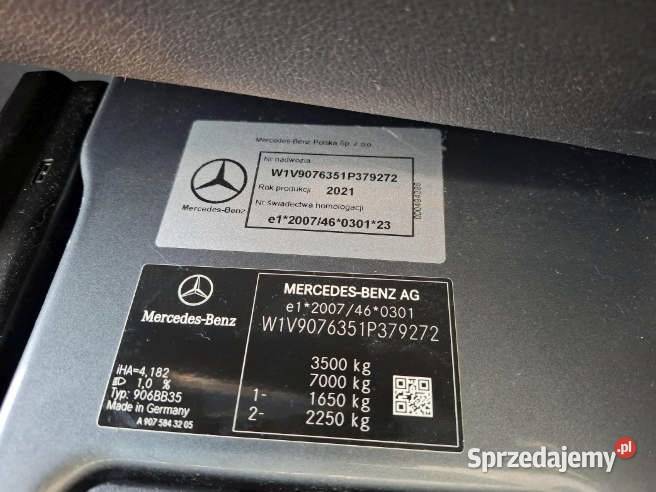 Mercedes-Benz Polska Sp. z o.o.
Nr nadwozia
W1V9076351P379272
Rok produkcji 2021
Nr świadectwa homologacji
e1*2007/46*0301*23
Mercedes-Benz
000494386
MERCEDES-BENZ AG
e1*2007/46*0301
W1V9076351P379272
Mercedes-Benz
3500 kg
7000 kg
1- 1650 kg
2- 2250 kg
iHA=4,182
1,0 %
Typ: 906BB35
Made in Germany
A 907 584 32 05
Sprzedajemy.pl